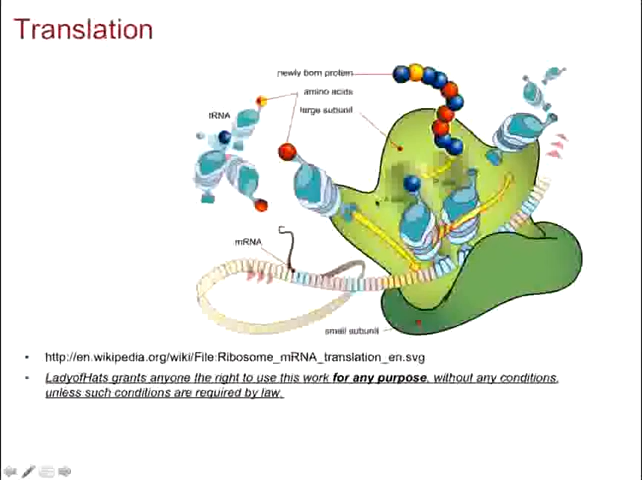 Translation
newly born protein
amino acids
large subunit
tRNA
mRNA
small subunit
• http://en.wikipedia.org/wiki/File:Ribosome_mRNA_translation_en.svg
• LadyofHats grants anyone the right to use this work for any purpose, without any conditions,
unless such conditions are required by law.